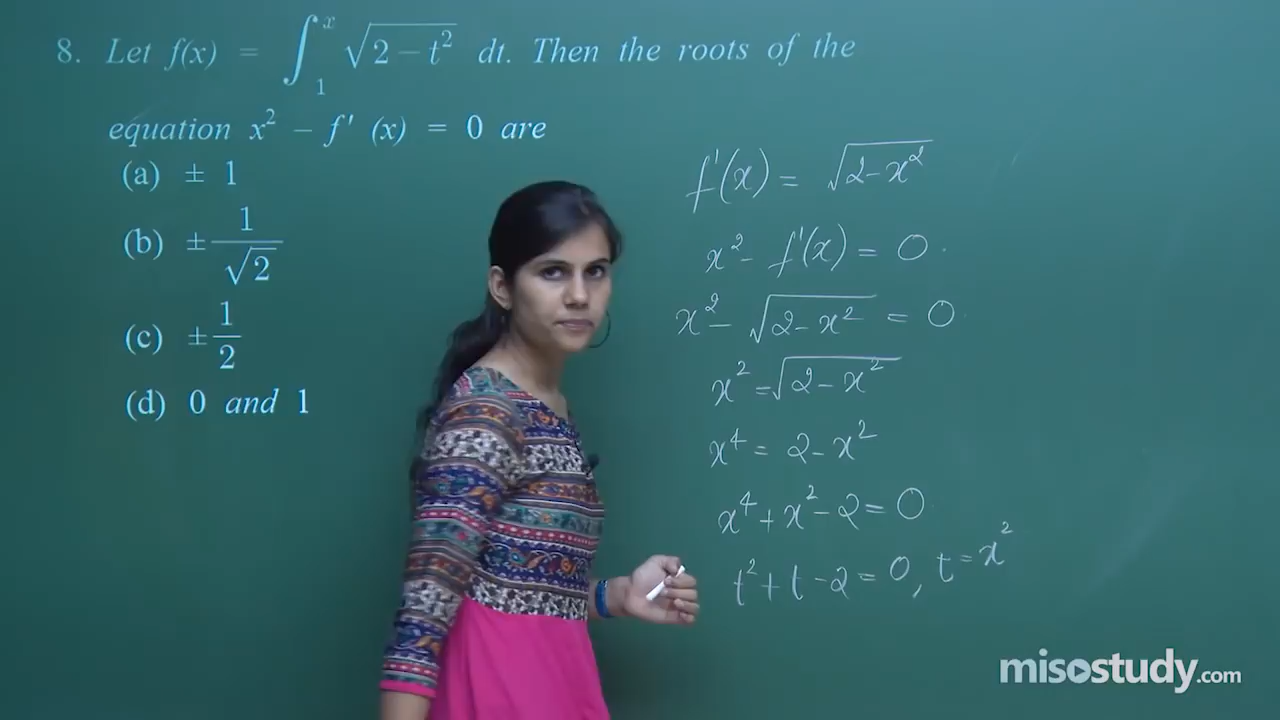 8. Let f(x) = ∫₁ˣ √(2 − t²) dt. Then the roots of the
equation x² − f' (x) = 0 are
(a) ± 1
(b) ± 1/√2
(c) ± 1/2
(d) 0 and 1
f'(x) = √(2−x²)
x² − f'(x) = 0.
x² − √(2−x²) = 0
x² = √(2−x²)
x⁴ = 2−x²
x⁴ + x² − 2 = 0
t² + t − 2 = 0, t = x²
misostudy.com